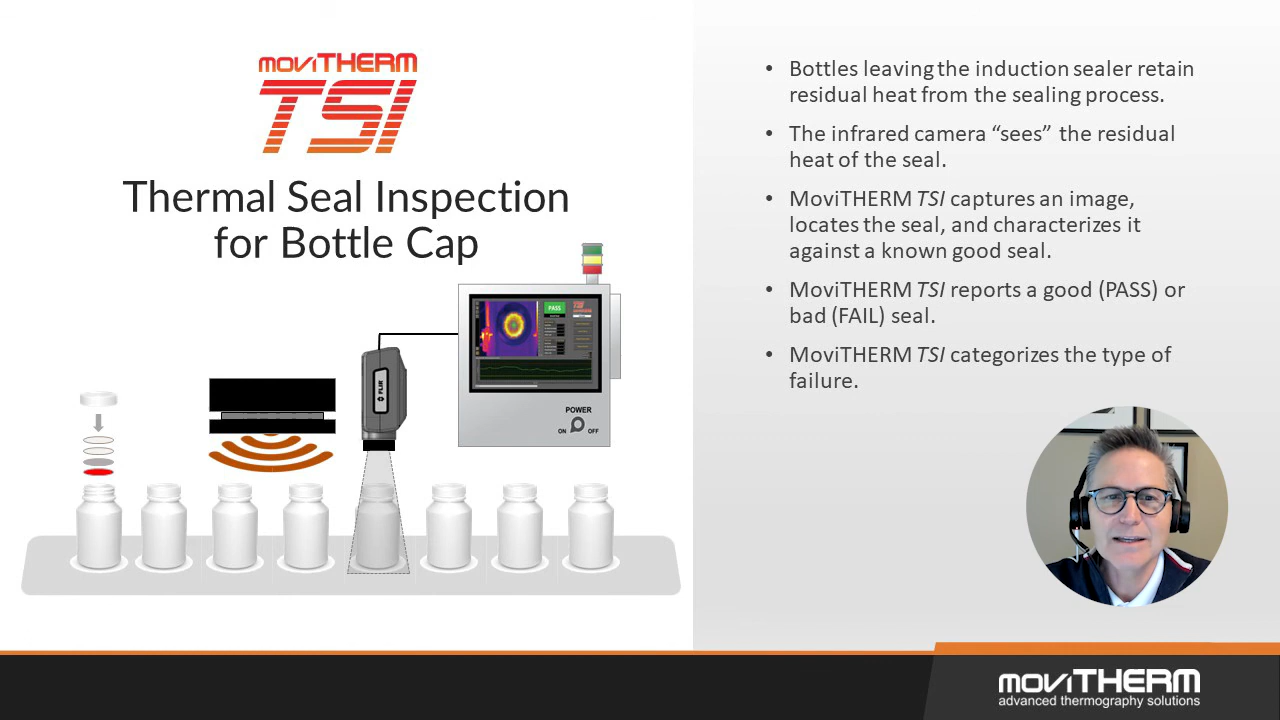 moviTHERM
TSI
Thermal Seal Inspection
for Bottle Cap
PASS
TSI
FLIR
POWER
ON
OFF
• Bottles leaving the induction sealer retain
residual heat from the sealing process.
• The infrared camera “sees” the residual
heat of the seal.
• MoviTHERM TSI captures an image,
locates the seal, and characterizes it
against a known good seal.
• MoviTHERM TSI reports a good (PASS) or
bad (FAIL) seal.
• MoviTHERM TSI categorizes the type of
failure.
moviTHERM
advanced thermography solutions